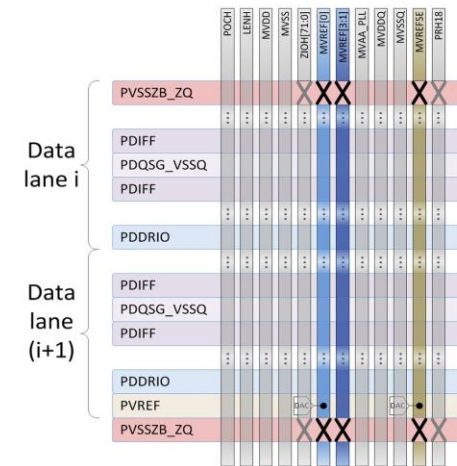 POCH
LENH
MVDD
MVSS
ZIOH[71:0]
MVREF[0]
MVREF[3:1]
MVAA_PLL
MVDDQ
MVSSQ
MVREFSE
PRH18
PVSSZB_ZQ
Data
lane i
PDIFF
PDQSG_VSSQ
PDIFF
PDDRIO
Data
lane
(i+1)
PDIFF
PDQSG_VSSQ
PDIFF
PDDRIO
PVREF
DAC
DAC
PVSSZB_ZQ